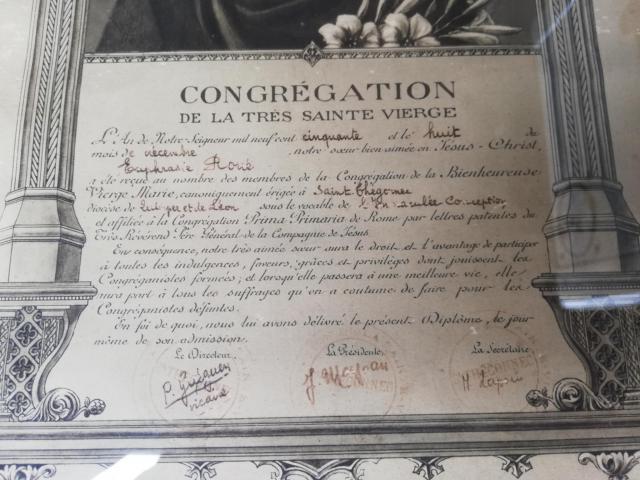 CONGRÉGATION
DE LA TRÈS SAINTE VIERGE
L'An de Notre-Seigneur mil neuf cent cinquante et le huit du
mois de décembre, notre sœur bien-aimée en Jésus-Christ,
Euphrasie
a été reçue au nombre des membres de la Congrégation de la Bienheureuse
Vierge Marie, canoniquement érigée à Saint Thégonnec
diocèse de Quimper et de Léon sous le vocable de l'Immaculée Conception
et affiliée à la Congrégation Prima Primaria de Rome par lettres patentes du
Très Révérend Père Général de la Compagnie de Jésus.
En conséquence, notre très aimée sœur aura le droit et l'avantage de participer
à toutes les indulgences, faveurs, grâces et privilèges dont jouissent les
Congréganistes formées; et lorsqu'elle passera à une meilleure vie, elle
aura part à tous les suffrages qu'on a coutume de faire pour les
Congréganistes défuntes.
En foi de quoi, nous lui avons délivré le présent Diplôme, le jour
même de son admission.
Le Directeur, La Présidente, La Secrétaire,
P. J. H.
vicaire